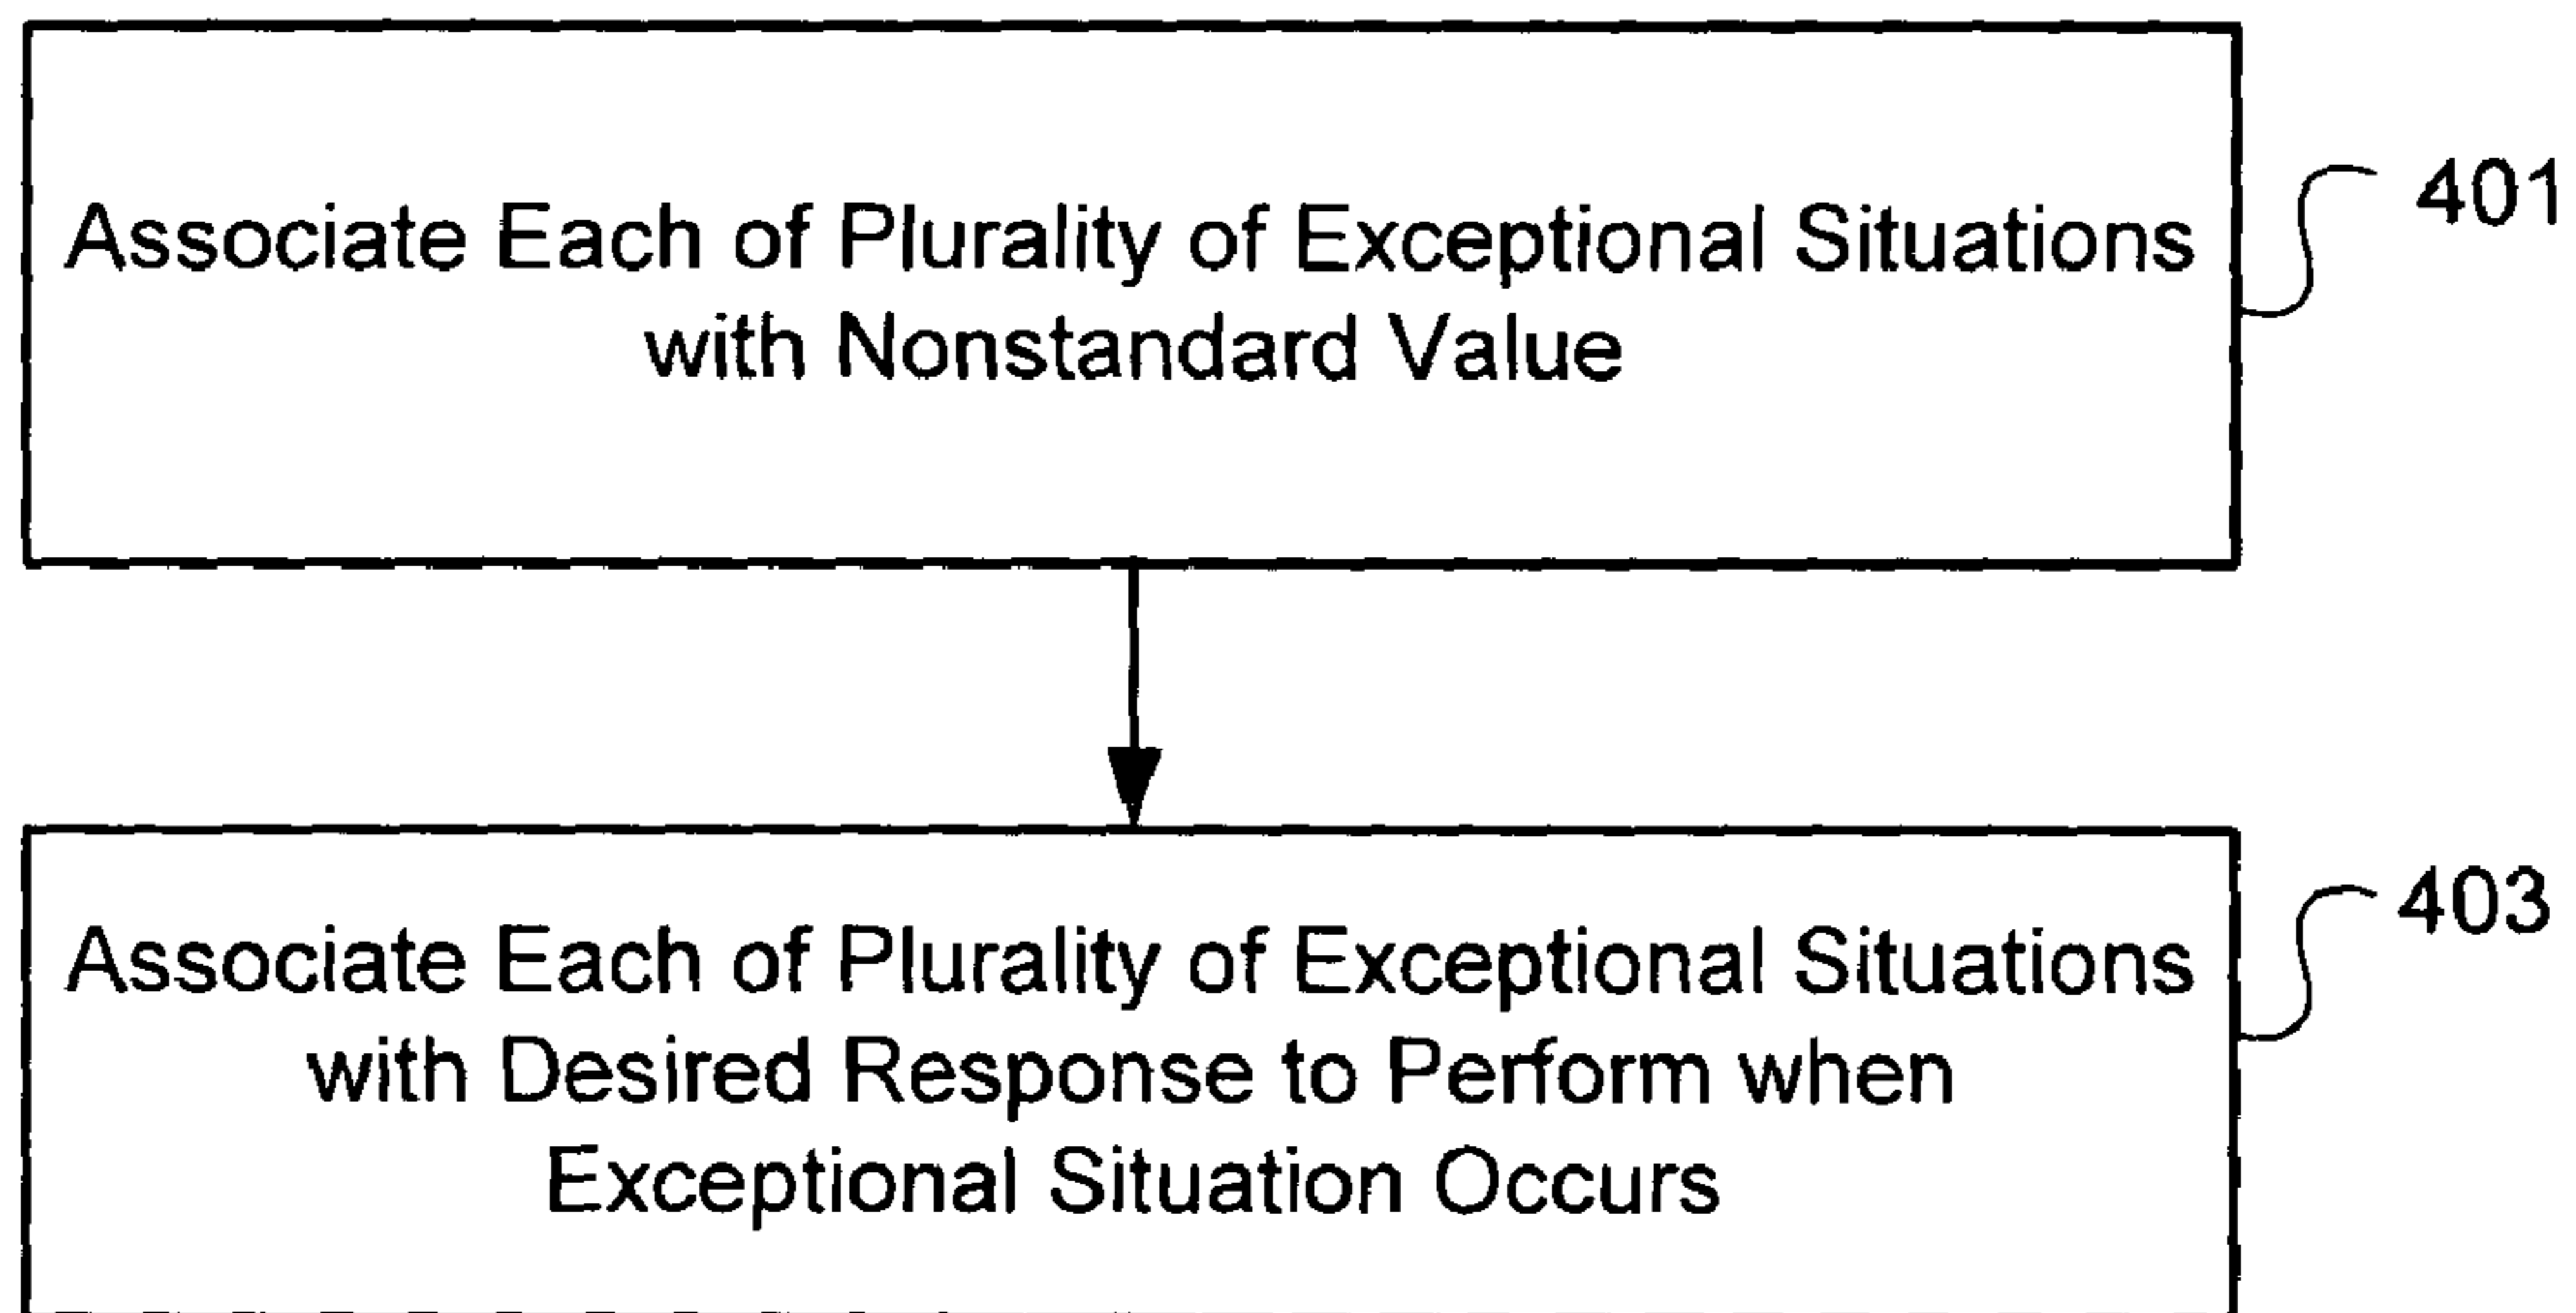 Associate Each of Plurality of Exceptional Situations
with Nonstandard Value
401
Associate Each of Plurality of Exceptional Situations
with Desired Response to Perform when
Exceptional Situation Occurs
403